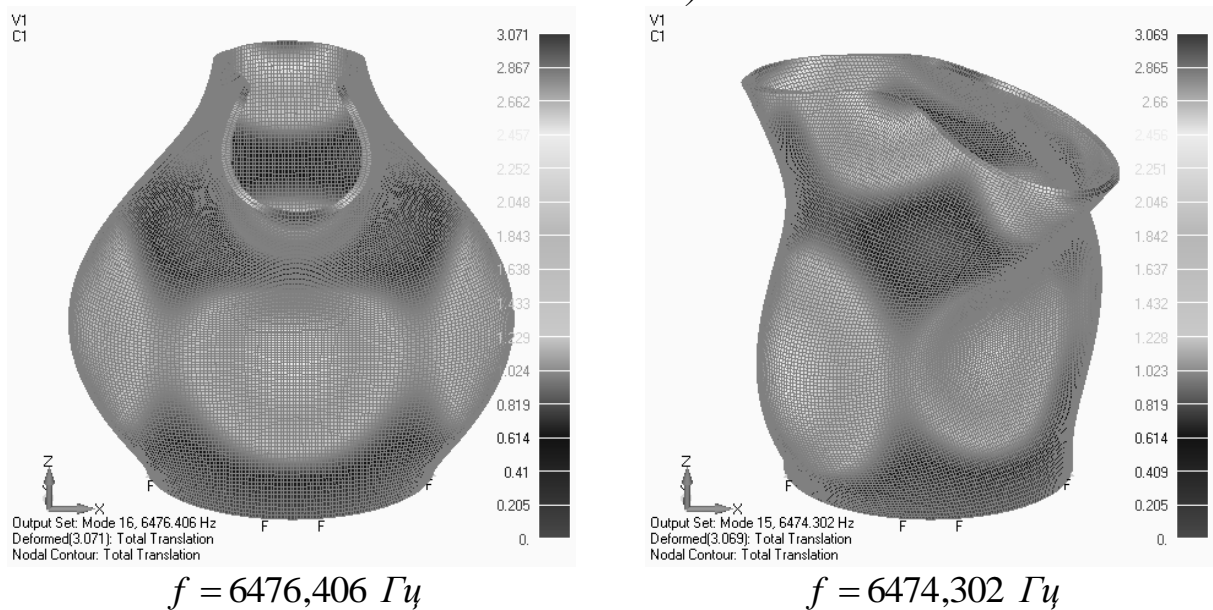 )
V1
C1
3.071
2.867
2.662
2.457
2.252
2.048
1.843
1.638
1.433
1.229
1.024
0.819
0.614
0.41
0.205
0.
Z
X
F
F F
F
Output Set: Mode 16, 6476.406 Hz
Deformed(3.071): Total Translation
Nodal Contour: Total Translation
f = 6476,406 Гц
V1
C1
3.069
2.865
2.66
2.456
2.251
2.046
1.842
1.637
1.432
1.228
1.023
0.819
0.614
0.409
0.205
0.
Z
X
F
F F
F
Output Set: Mode 15, 6474.302 Hz
Deformed(3.069): Total Translation
Nodal Contour: Total Translation
f = 6474,302 Гц